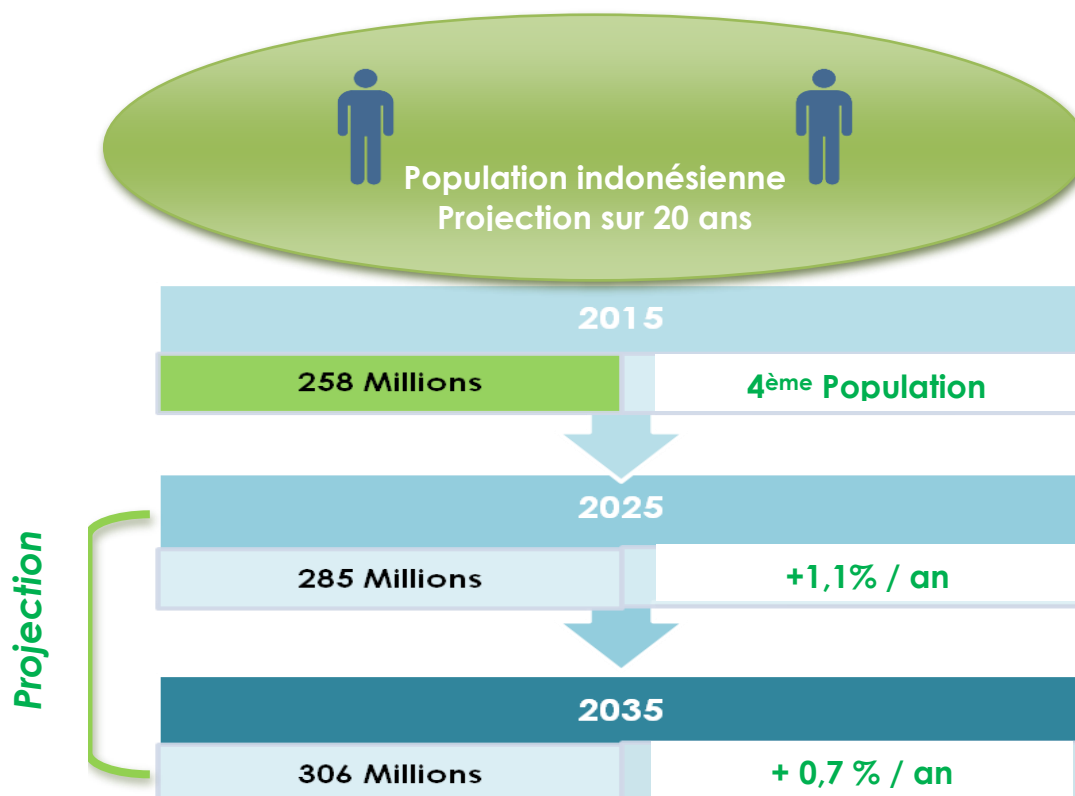 Population indonésienne
Projection sur 20 ans
2015
258 Millions
4ème Population
Projection
2025
285 Millions
+1,1% / an
2035
306 Millions
+ 0,7 % / an